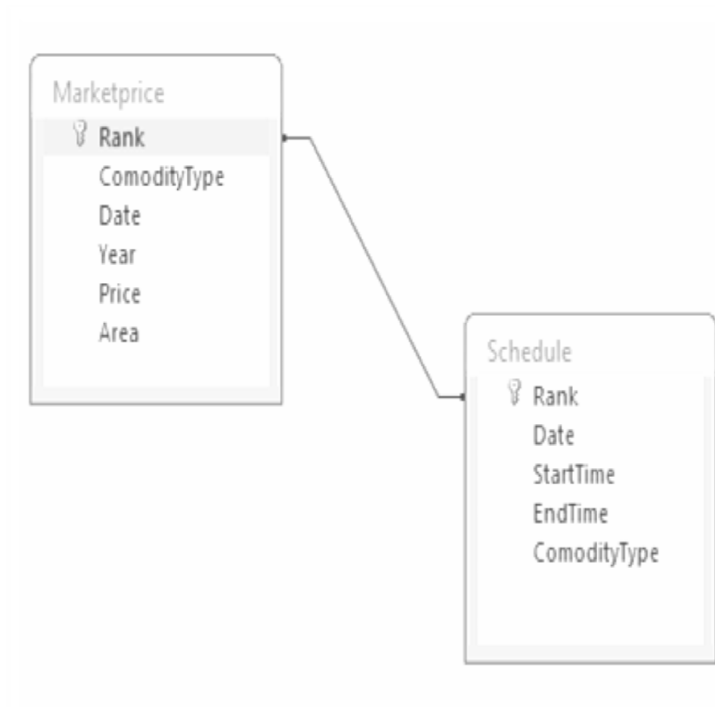 Marketprice
Rank
ComodityType
Date
Year
Price
Area
Schedule
Rank
Date
StartTime
EndTime
ComodityType